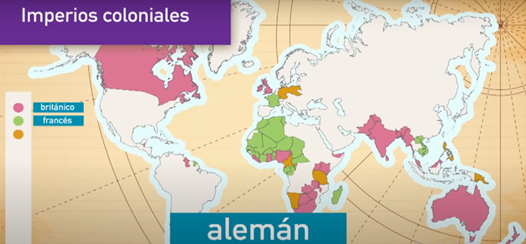 Imperios coloniales
británico
francés
alemán